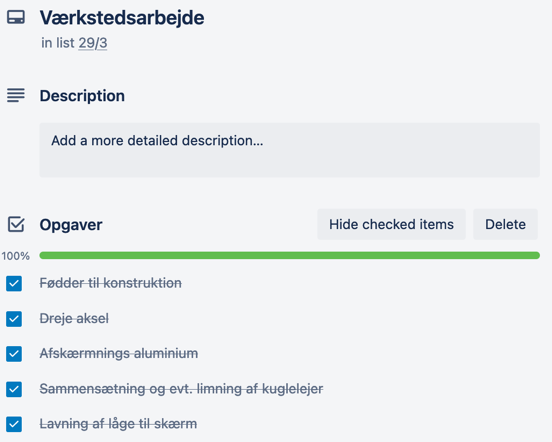 Værkstedsarbejde
in list 29/3
Description
Add a more detailed description...
Opgaver
Hide checked items
Delete
100%
Fødder til konstruktion
Dreje aksel
Afskærmnings aluminium
Sammensætning og evt. limning af kuglelejer
Lavning af låge til skærm